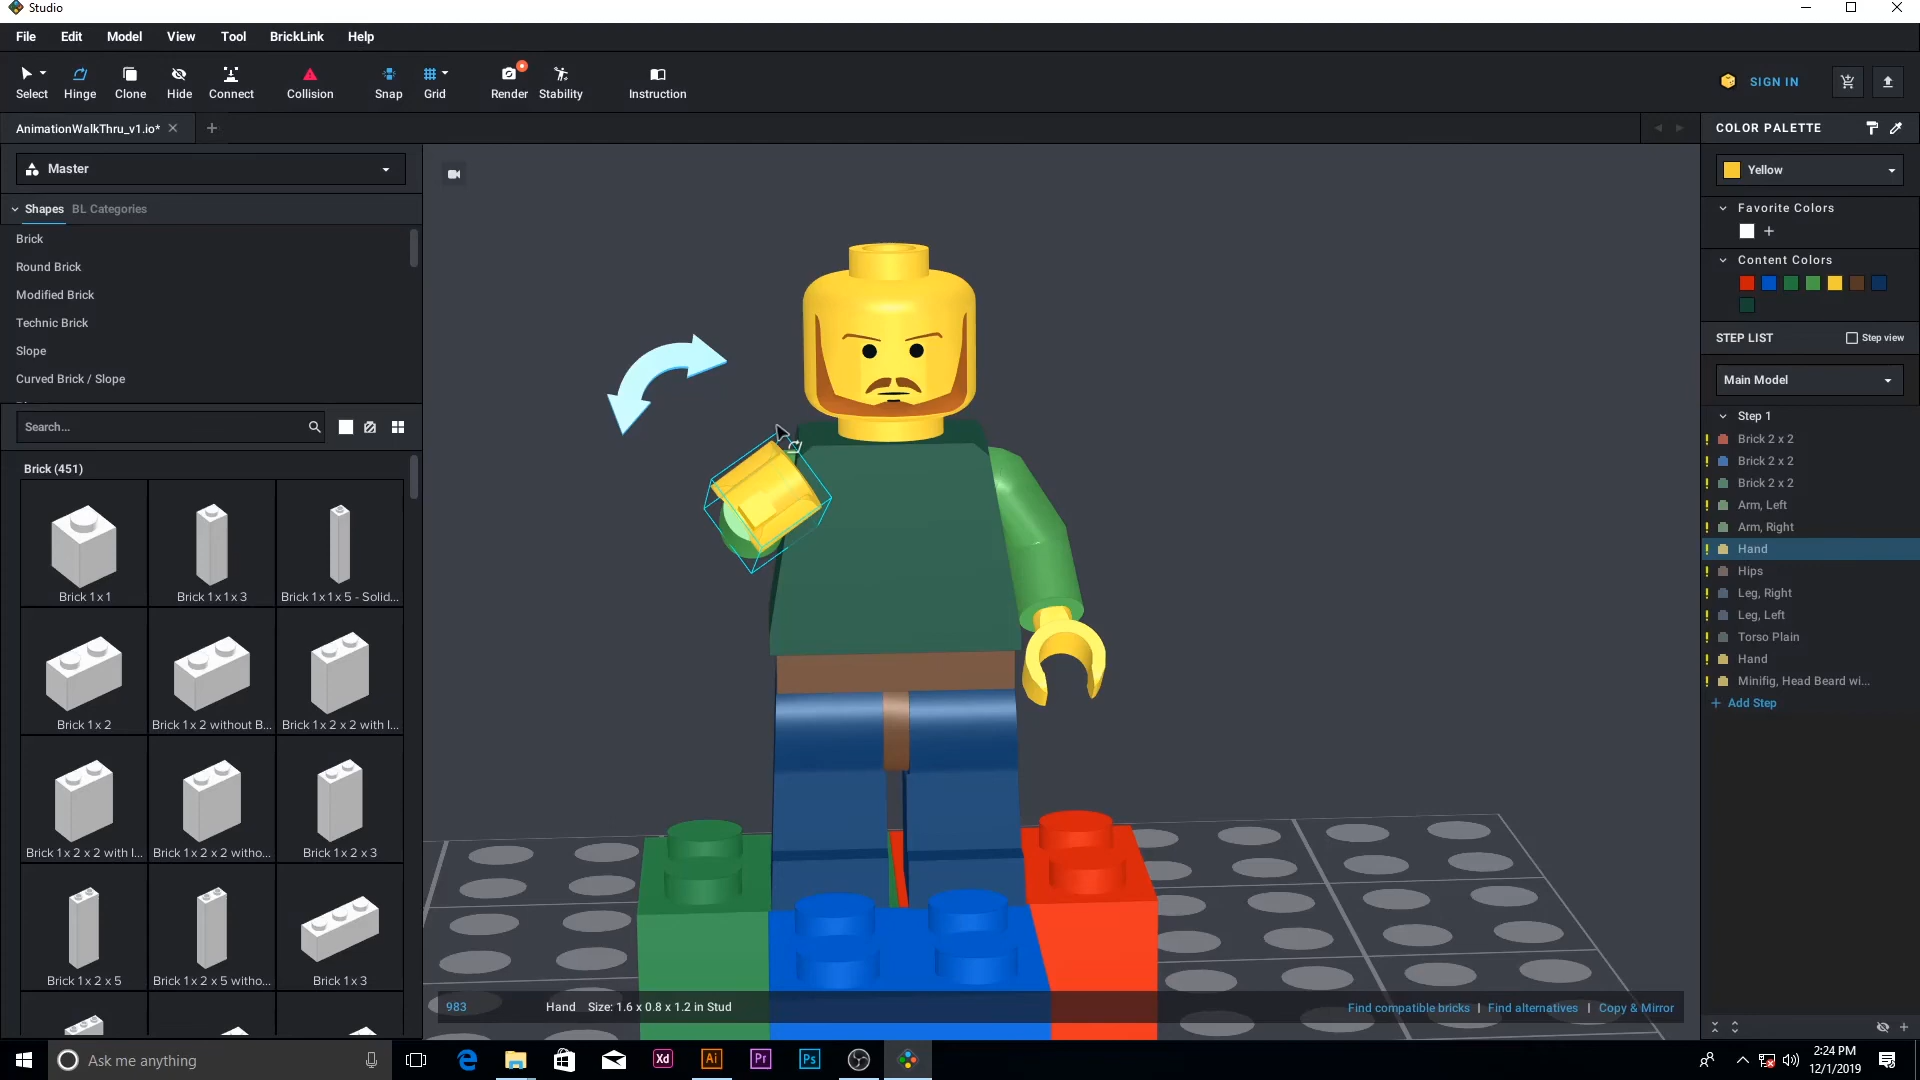 Studio
File Edit Model View Tool BrickLink Help
Select Hinge Clone Hide Connect Collision Snap Grid Render Stability Instruction
SIGN IN
AnimationWalkThru_v1.io*
COLOR PALETTE
Master
Yellow
Shapes BL Categories
Favorite Colors
Brick
Round Brick
Modified Brick
Technic Brick
Slope
Curved Brick / Slope
Content Colors
STEP LIST Step view
Main Model
Search...
Step 1
Brick 2 x 2
Brick 2 x 2
Brick 2 x 2
Arm, Left
Arm, Right
Hand
Hips
Leg, Right
Leg, Left
Torso Plain
Hand
Minifig, Head Beard wi...
Add Step
Brick (451)
Brick 1 x 1 Brick 1 x 1 x 3 Brick 1 x 1 x 5 - Solid...
Brick 1 x 2 Brick 1 x 2 without B... Brick 1 x 2 x 2 with I...
Brick 1 x 2 x 2 with I... Brick 1 x 2 x 2 witho... Brick 1 x 2 x 3
Brick 1 x 2 x 5 Brick 1 x 2 x 5 witho... Brick 1 x 3
983 Hand Size: 1.6 x 0.8 x 1.2 in Stud Find compatible bricks | Find alternatives | Copy & Mirror
Ask me anything
Xd Ai Pr Ps
2:24 PM
12/1/2019